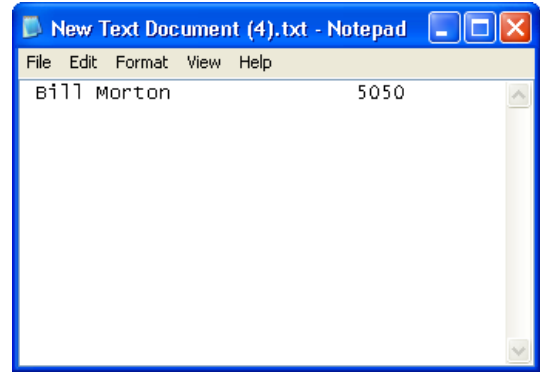 New Text Document (4).txt - Notepad
File Edit Format View Help
Bill Morton 5050